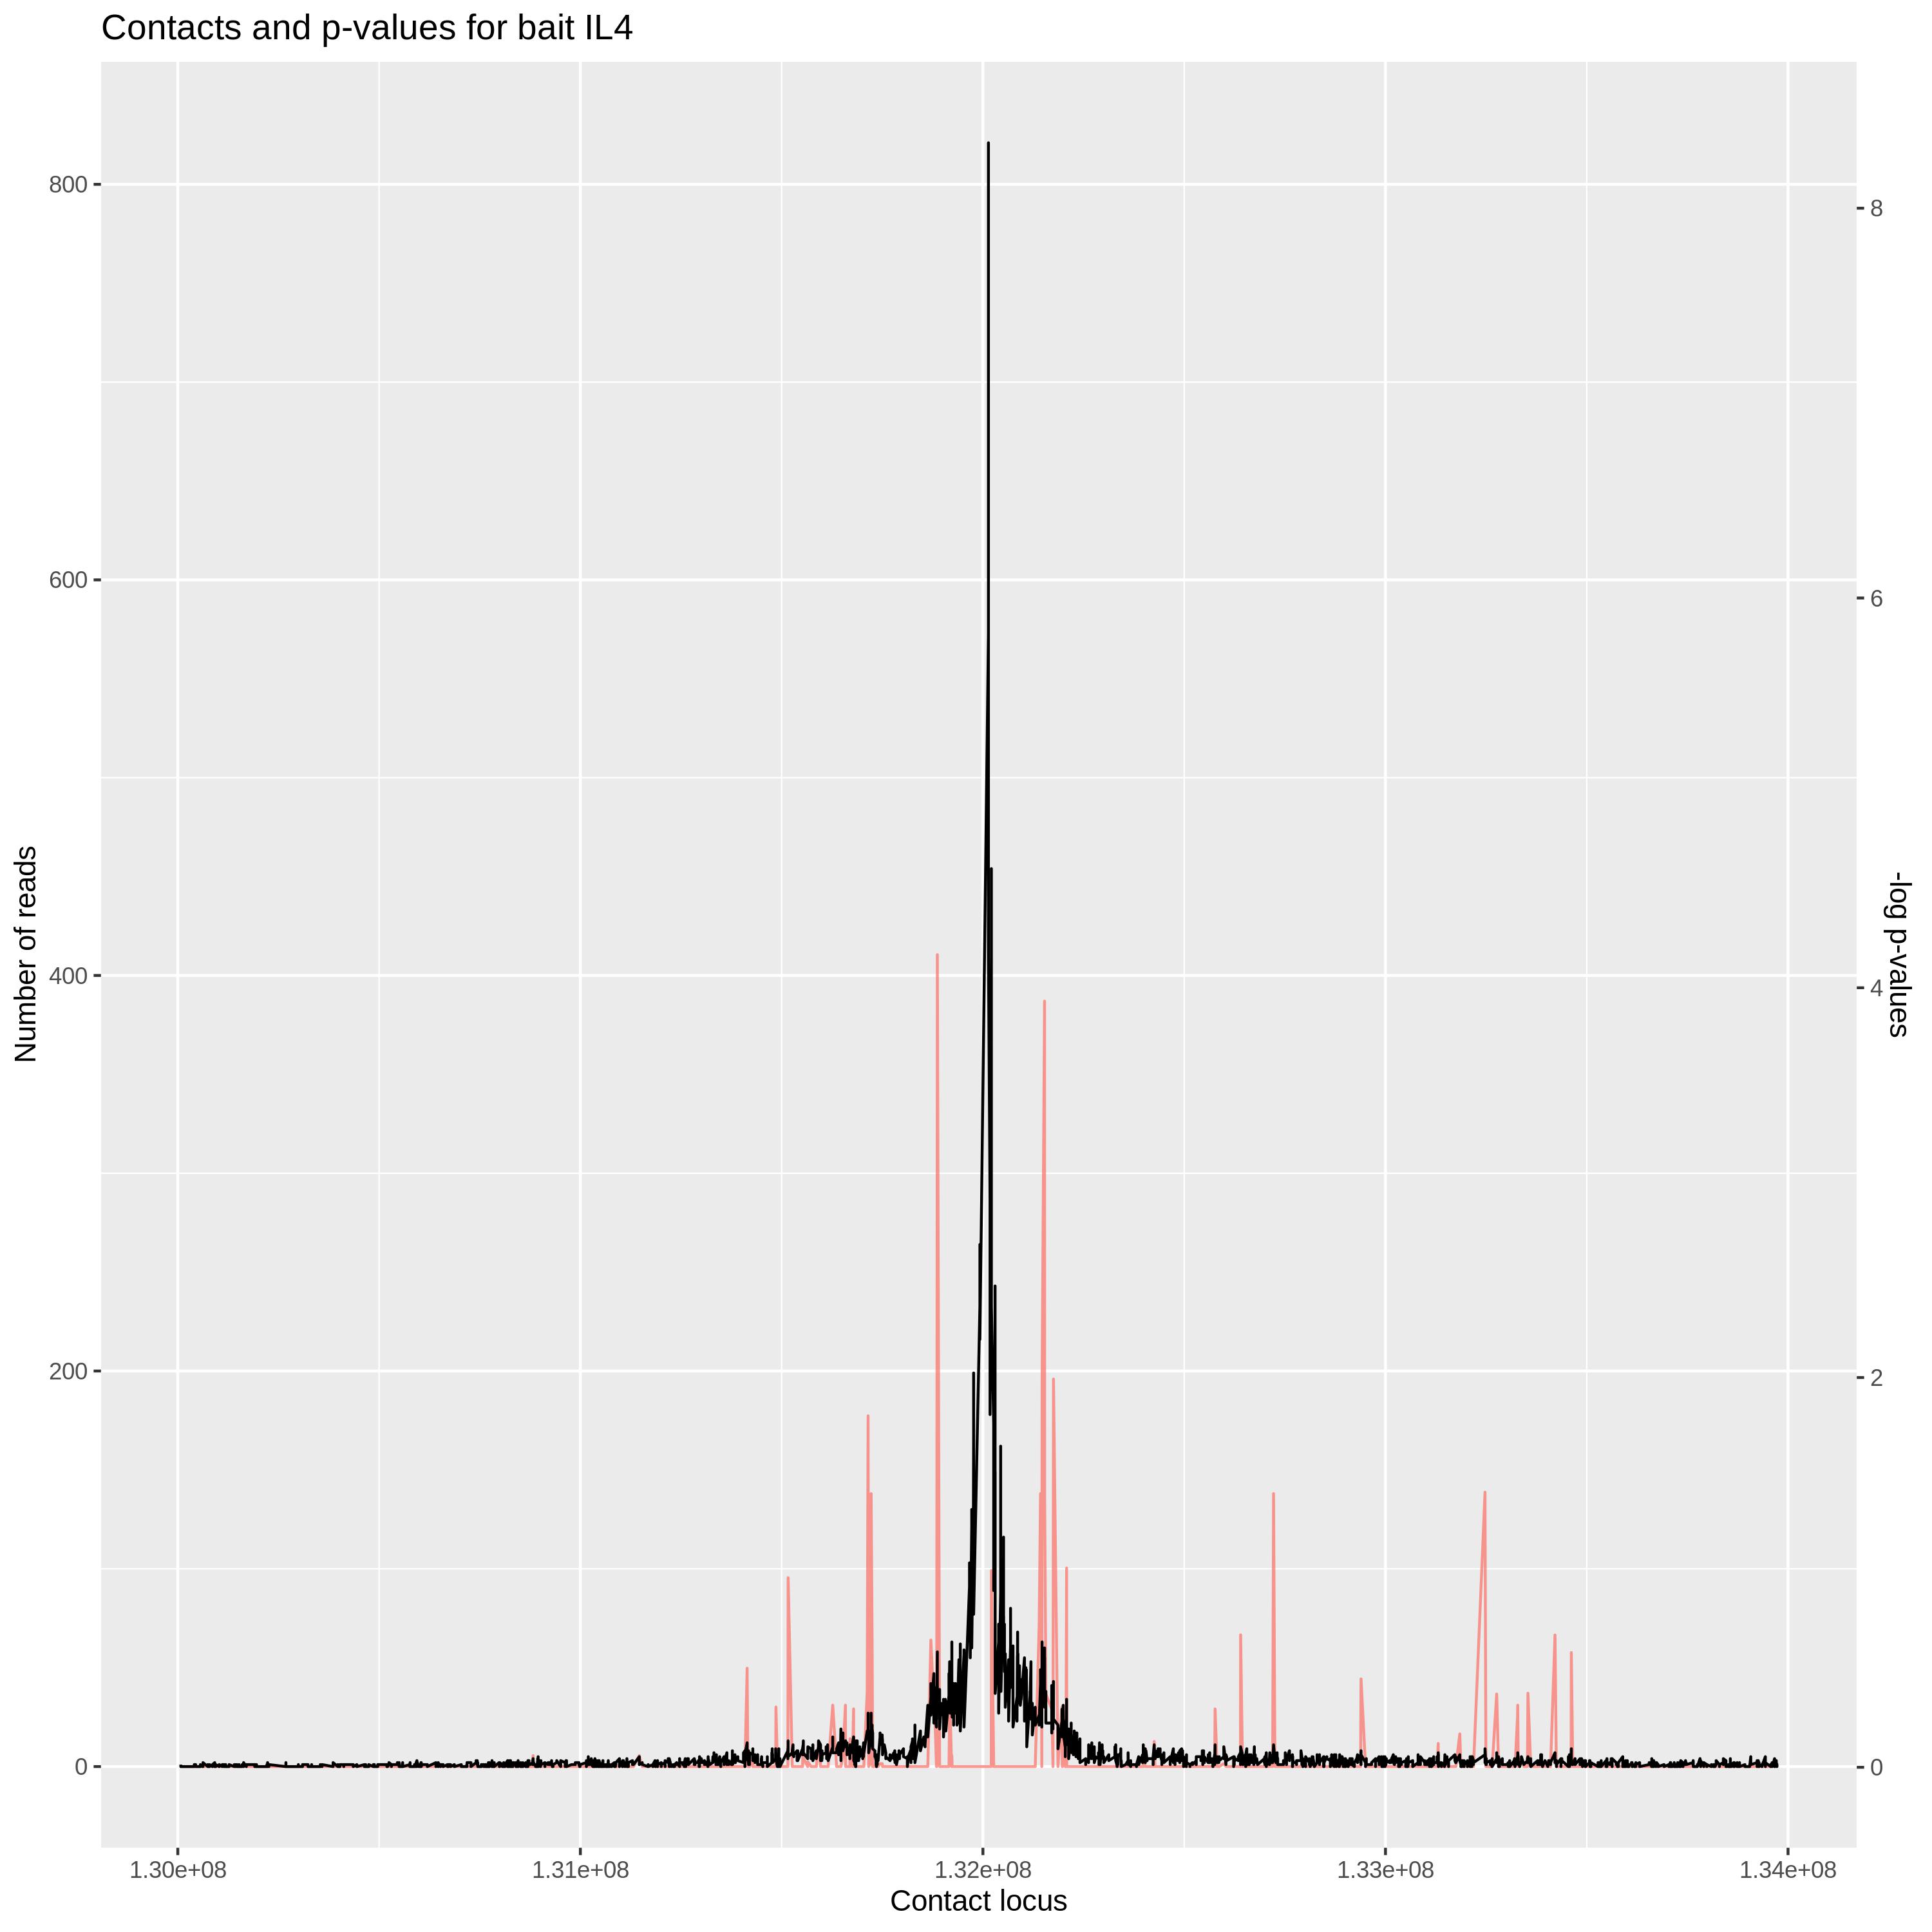 Contacts and p-values for bait IL4
800
600
400
200
0
Number of reads
8
6
4
2
0
-log p-values
1.30e+08
1.31e+08
1.32e+08
1.33e+08
1.34e+08
Contact locus